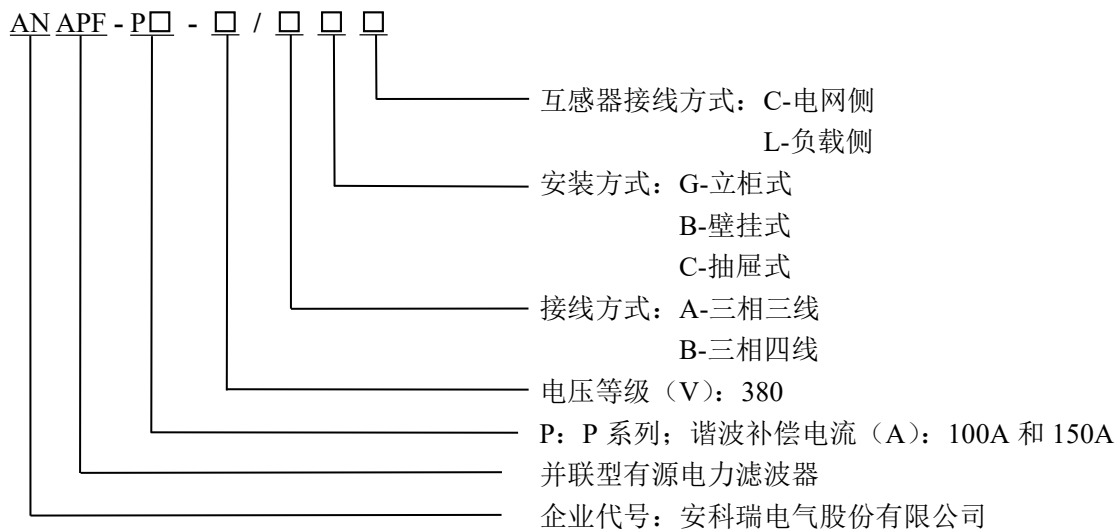 AN APF - P□ - □ / □ □ □
互感器接线方式：C-电网侧
L-负载侧
安装方式：G-立柜式
B-壁挂式
C-抽屉式
接线方式：A-三相三线
B-三相四线
电压等级（V）：380
P：P 系列；谐波补偿电流（A）：100A 和 150A
并联型有源电力滤波器
企业代号：安科瑞电气股份有限公司